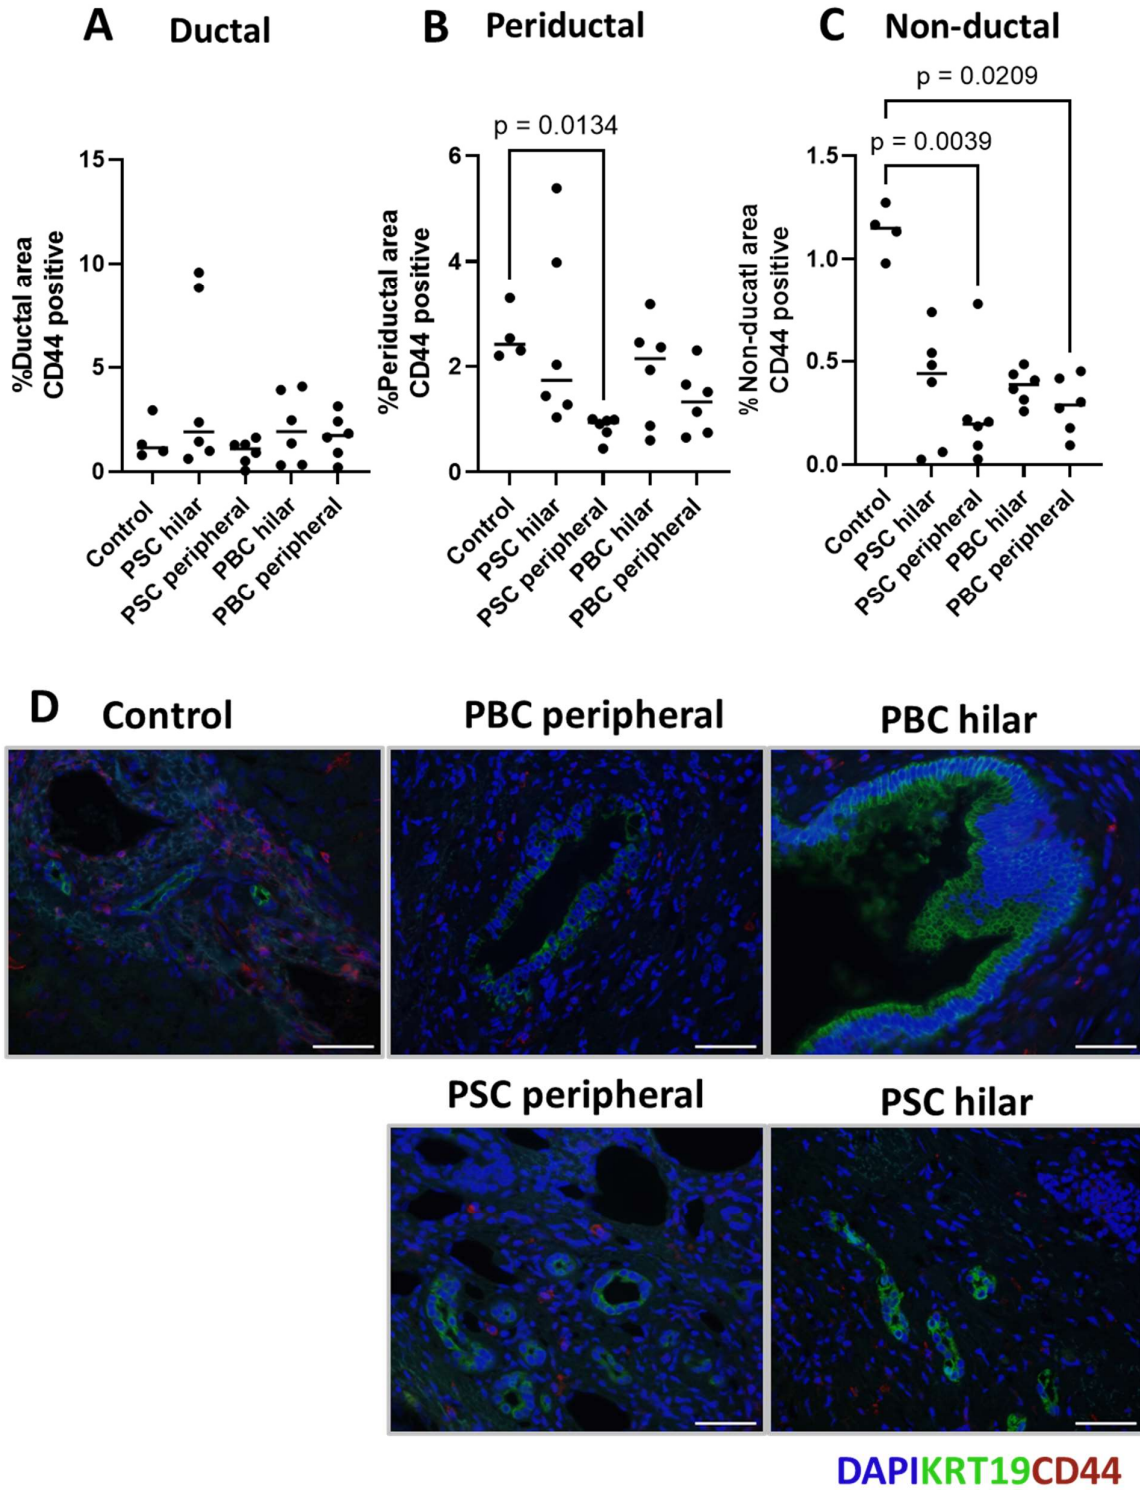 A Ductal
%Ductal area
CD44 positive
15
10
5
0
Control
PSC hilar
PSC peripheral
PBC hilar
PBC peripheral
B Periductal
p = 0.0134
%Periductal area
CD44 positive
6
4
2
0
Control
PSC hilar
PSC peripheral
PBC hilar
PBC peripheral
C Non-ductal
p = 0.0209
p = 0.0039
% Non-ducatl area
CD44 positive
1.5
1.0
0.5
0.0
Control
PSC hilar
PSC peripheral
PBC hilar
PBC peripheral
D Control
PBC peripheral
PBC hilar
PSC peripheral
PSC hilar
DAPIKRT19CD44